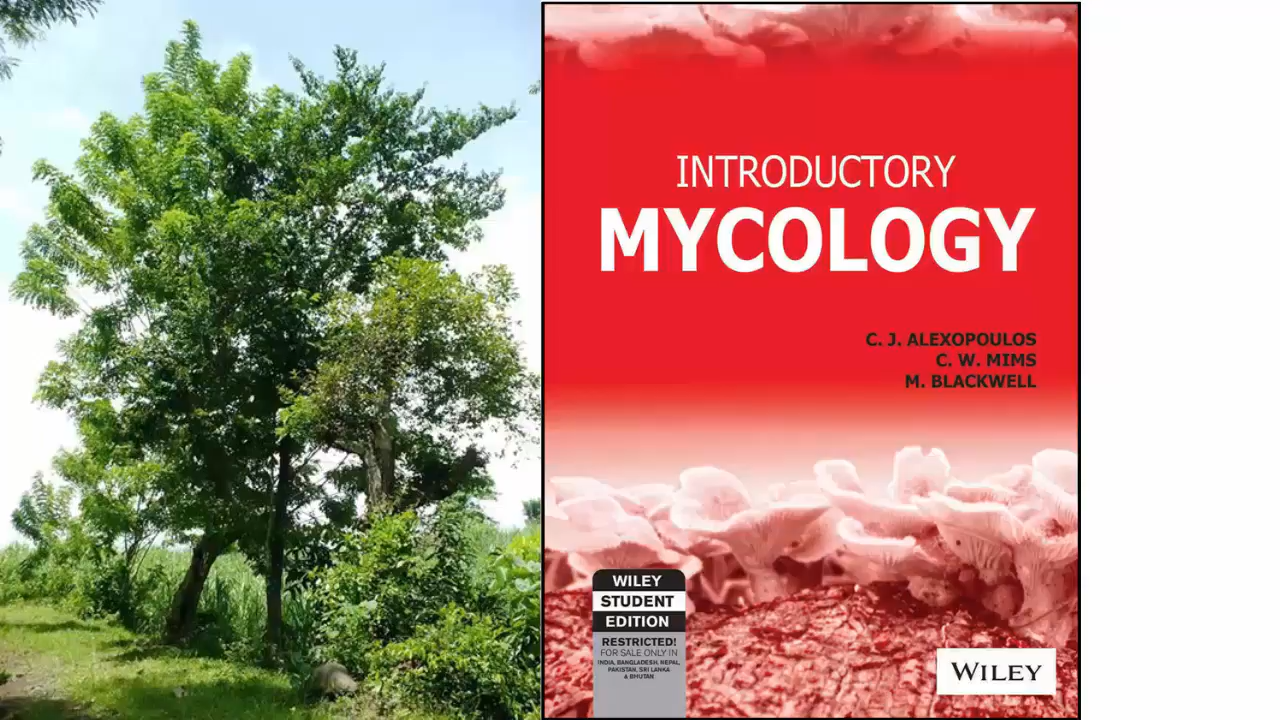 INTRODUCTORY
MYCOLOGY
C. J. ALEXOPOULOS
C. W. MIMS
M. BLACKWELL
WILEY
STUDENT
EDITION
RESTRICTED!
FOR SALE ONLY IN
INDIA, BANGLADESH, NEPAL,
PAKISTAN, SRI LANKA
& BHUTAN
WILEY